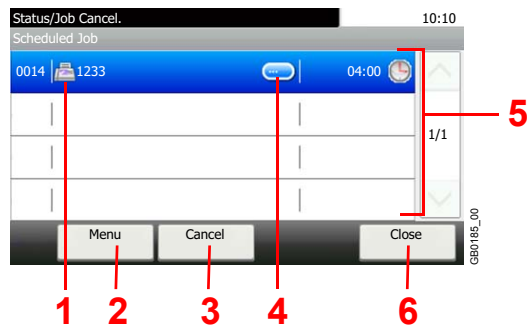 Status/Job Cancel. 10:10
Scheduled Job
0014 1233 ... 04:00
5
1/1
Menu Cancel Close
GB0185_00
1 2 3 4 6